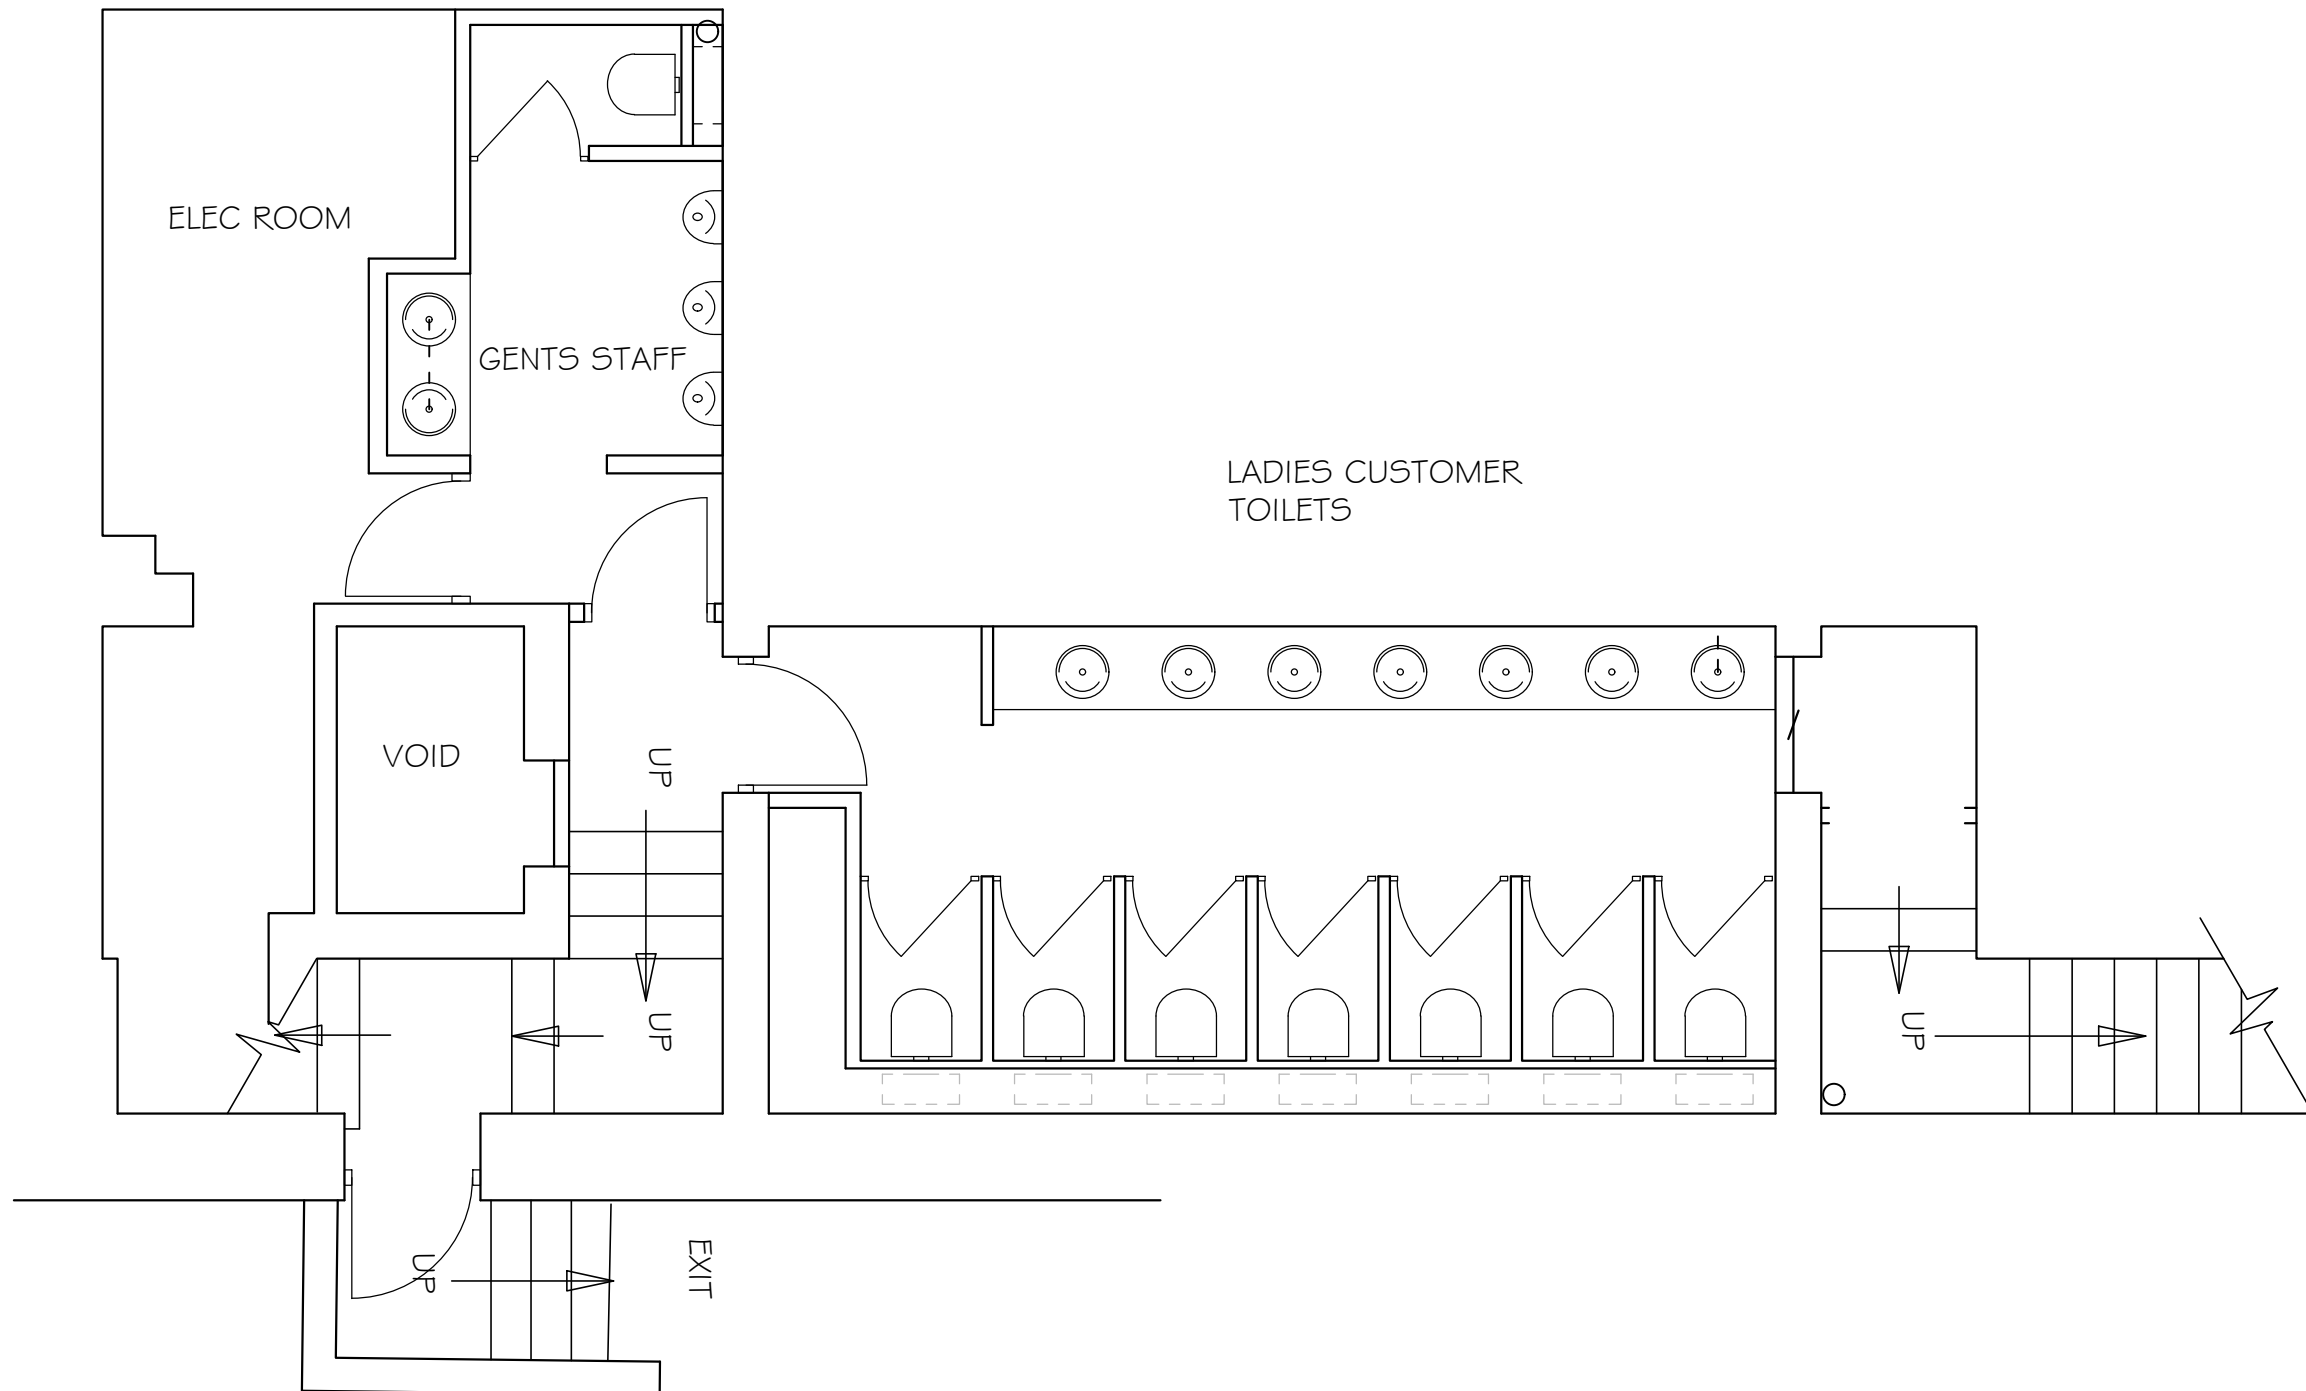 ELEC ROOM
GENTS STAFF
LADIES CUSTOMER
TOILETS
VOID
UP
UP
UP
UP
EXIT